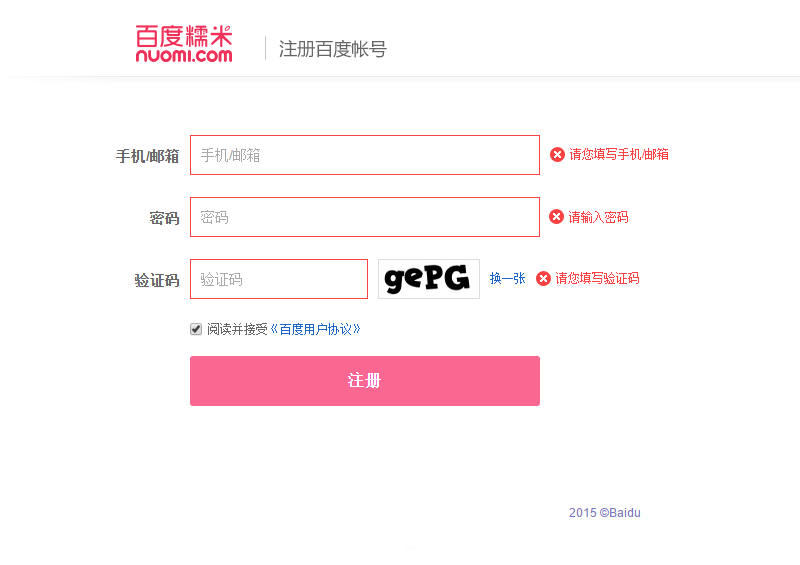 百度糯米
nuomi.com
注册百度帐号
手机/邮箱 手机/邮箱 请您填写手机/邮箱
密码 密码 请输入密码
验证码 验证码 gePG 换一张 请您填写验证码
阅读并接受《百度用户协议》
注册
2015 ©Baidu